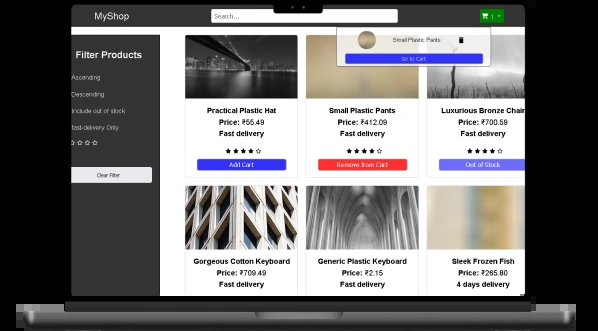 MyShop
Search...
1
Small Plastic Pants
Go to Cart
Filter Products
Ascending
Descending
Include out of stock
fast-delivery Only
Clear Filter
Practical Plastic Hat
Price: ₹55.49
Fast delivery
Add Cart
Small Plastic Pants
Price: ₹412.09
Fast delivery
Remove from Cart
Luxurious Bronze Chair
Price: ₹700.59
Fast delivery
Out of Stock
Gorgeous Cotton Keyboard
Price: ₹709.49
Fast delivery
Generic Plastic Keyboard
Price: ₹2.15
Fast delivery
Sleek Frozen Fish
Price: ₹265.80
4 days delivery